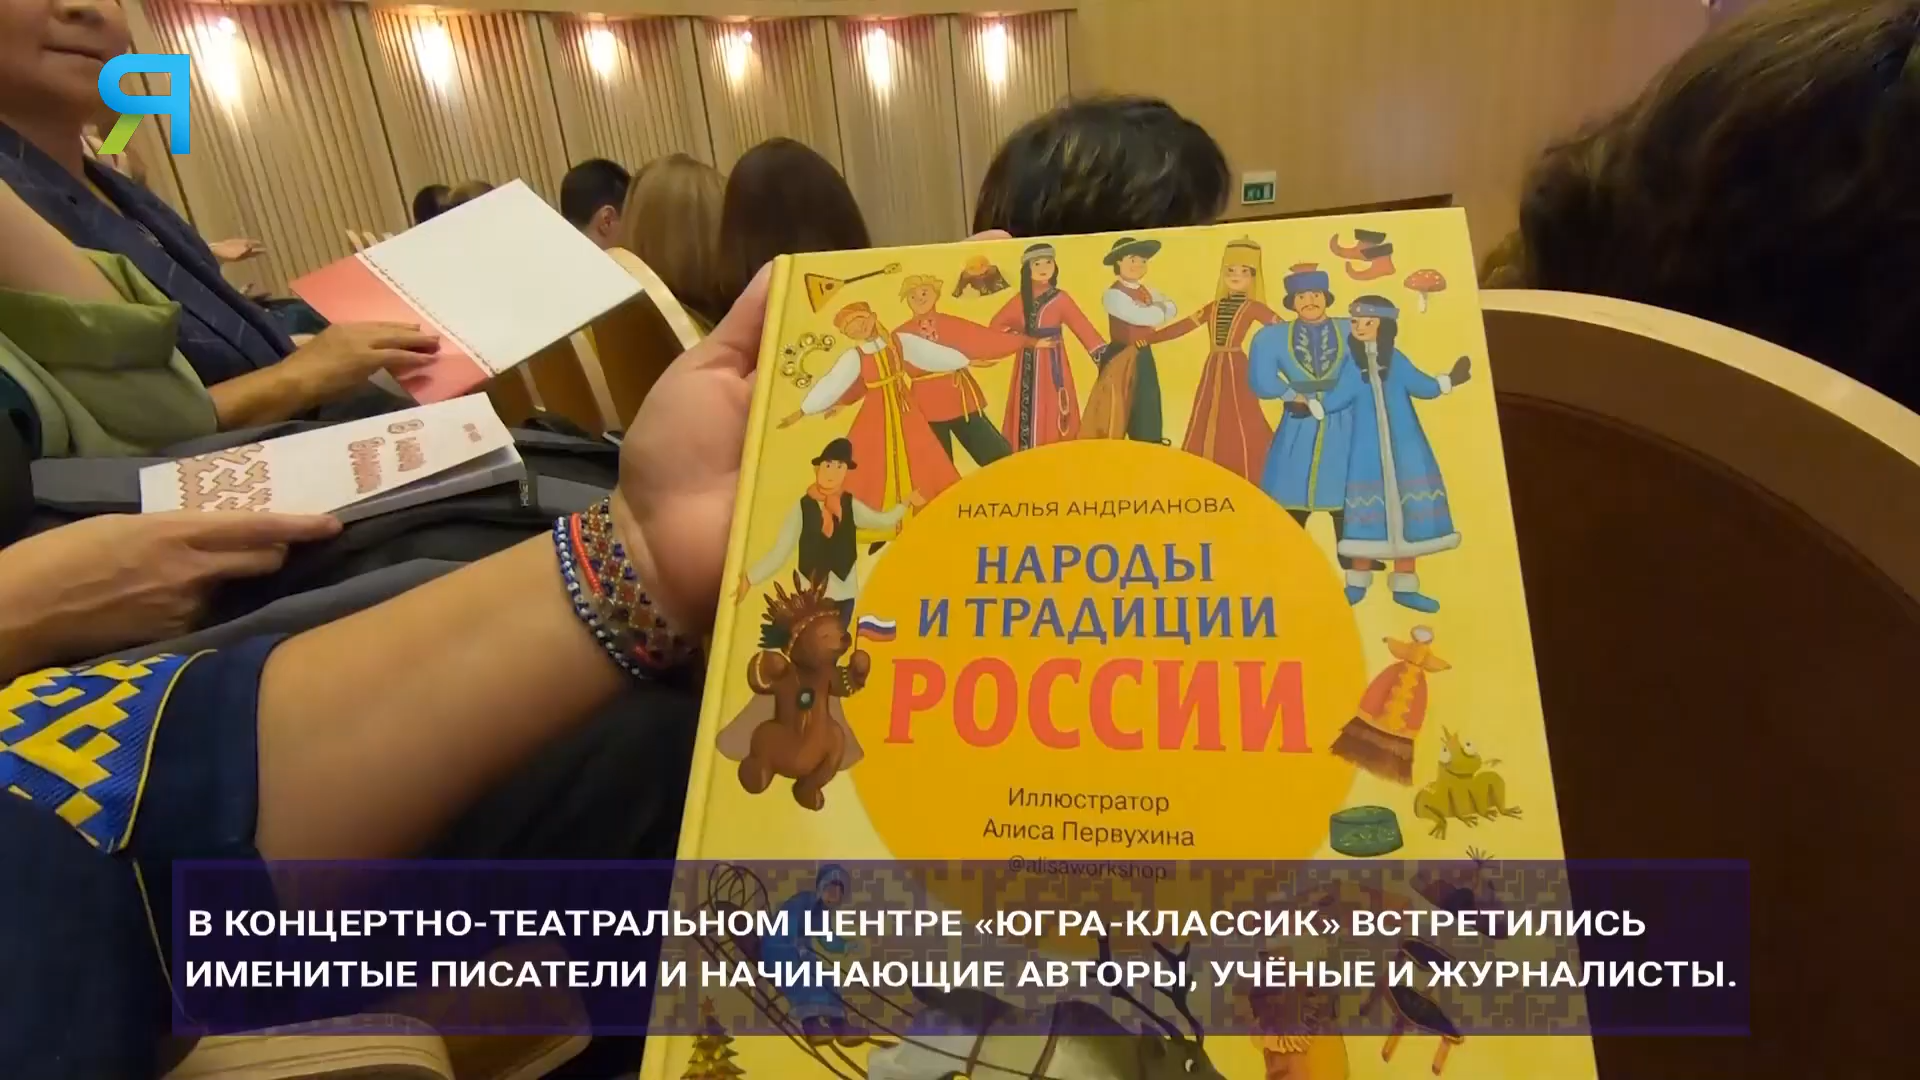 Я
НАТАЛЬЯ АНДРИАНОВА
НАРОДЫ
И ТРАДИЦИИ
РОССИИ
Иллюстратор
Алиса Первухина
@alisaworkshop
В КОНЦЕРТНО-ТЕАТРАЛЬНОМ ЦЕНТРЕ «ЮГРА-КЛАССИК» ВСТРЕТИЛИСЬ
ИМЕНИТЫЕ ПИСАТЕЛИ И НАЧИНАЮЩИЕ АВТОРЫ, УЧЁНЫЕ И ЖУРНАЛИСТЫ.